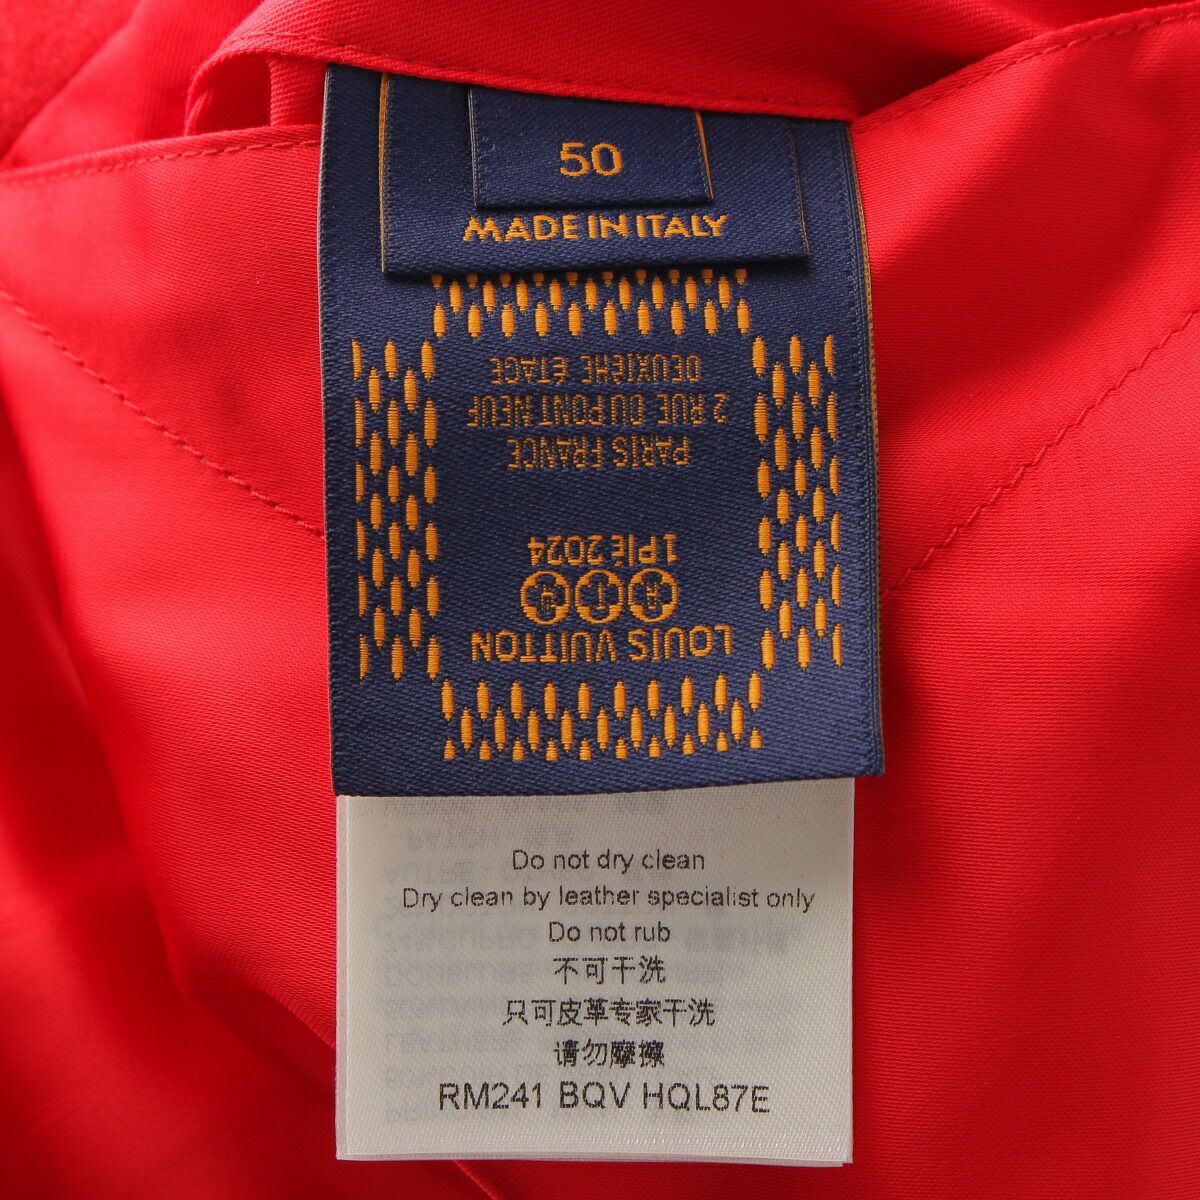 50
MADE IN ITALY
LOUIS VUITTON
1 Plé 2024
PARIS FRANCE
2 RUE DU PONT NEUF
DEUXIÈME ÉTAGE
Do not dry clean
Dry clean by leather specialist only
Do not rub
不可干洗
只可皮革专家干洗
请勿摩擦
RM241 BQV HQL87E